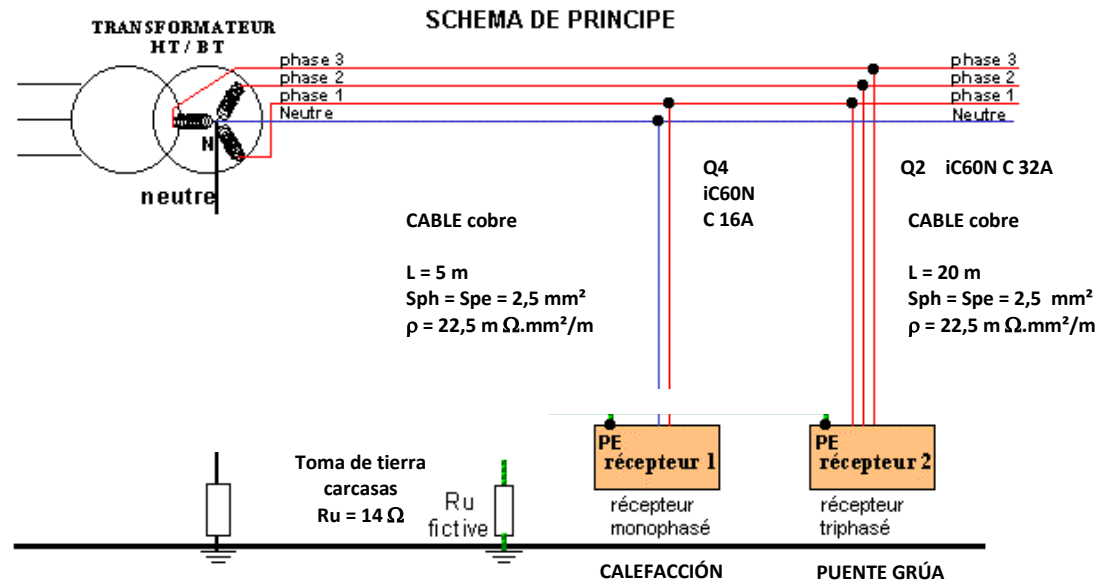 SCHEMA DE PRINCIPE
TRANSFORMATEUR
HT / BT
phase 3
phase 2
phase 1
Neutre
phase 3
phase 2
phase 1
Neutre
N
neutre
Q4
iC60N
C 16A
Q2 iC60N C 32A
CABLE cobre
L = 5 m
Sph = Spe = 2,5 mm²
ρ = 22,5 m Ω.mm²/m
CABLE cobre
L = 20 m
Sph = Spe = 2,5 mm²
ρ = 22,5 m Ω.mm²/m
Toma de tierra
carcasas
Ru = 14 Ω
Ru
fictive
PE
récepteur 1
récepteur
monophasé
CALEFACCIÓN
PE
récepteur 2
récepteur
triphasé
PUENTE GRÚA